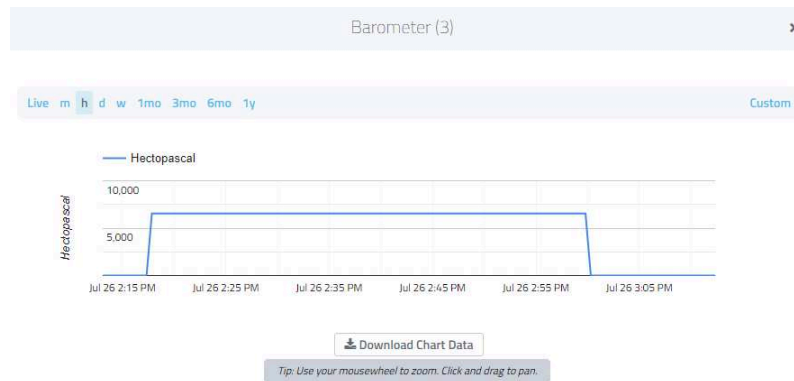 Barometer (3)
Live m h d w 1mo 3mo 6mo 1y Custom
Hectopascal
10,000
5,000
Hectopascal
Jul 26 2:15 PM Jul 26 2:25 PM Jul 26 2:35 PM Jul 26 2:45 PM Jul 26 2:55 PM Jul 26 3:05 PM
Download Chart Data
Tip: Use your mousewheel to zoom. Click and drag to pan.